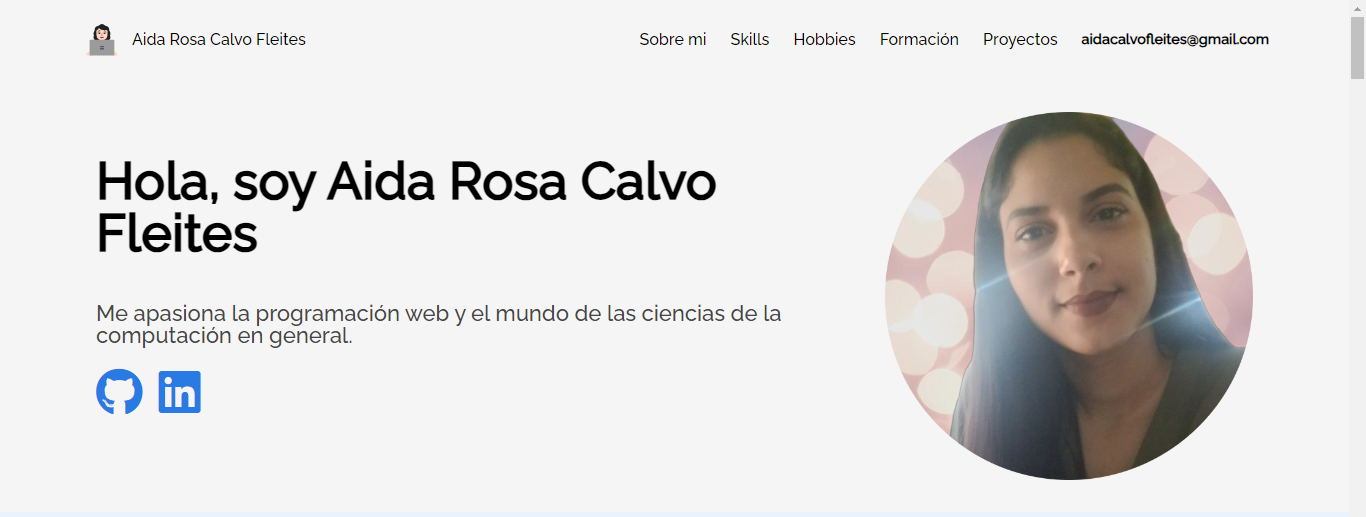 Aida Rosa Calvo Fleites
Sobre mi
Skills
Hobbies
Formación
Proyectos
aidacalvofleites@gmail.com
Hola, soy Aida Rosa Calvo
Fleites
Me apasiona la programación web y el mundo de las ciencias de la
computación en general.
in